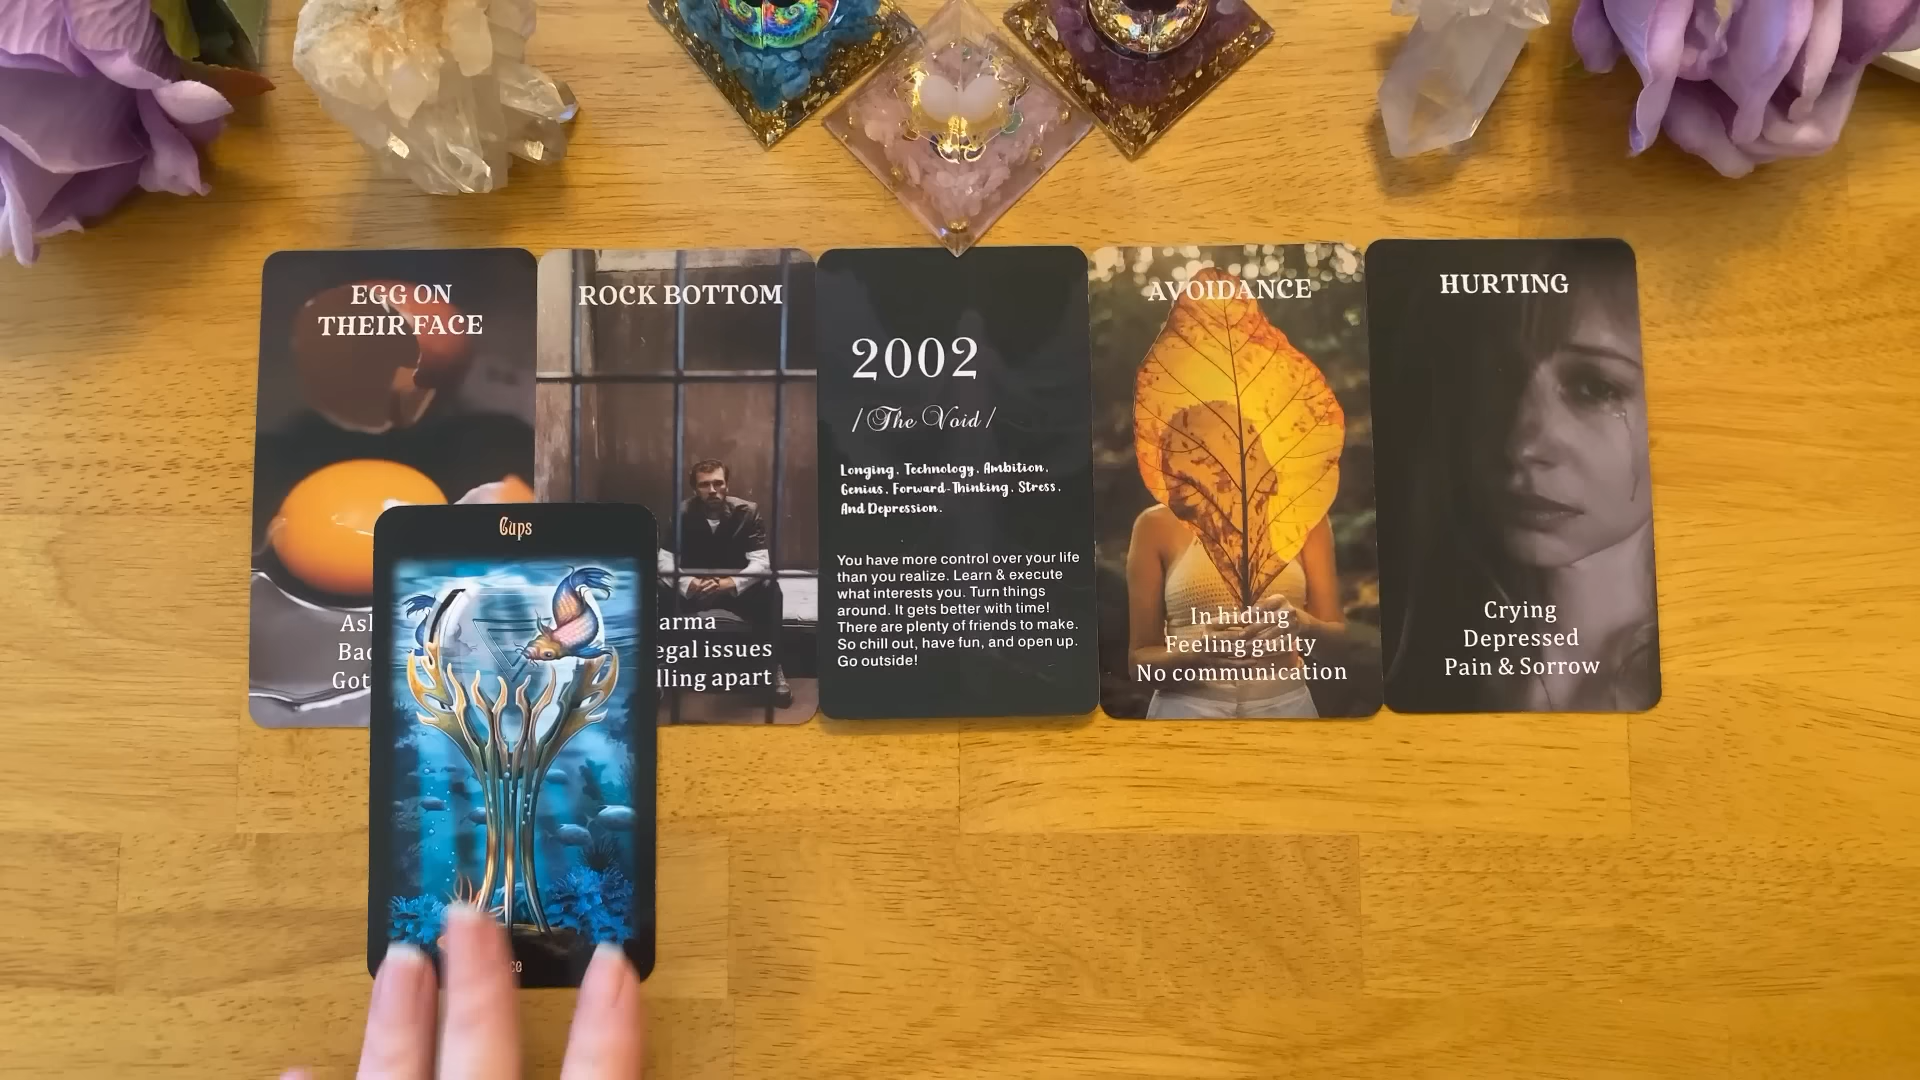 EGG ON
THEIR FACE
ROCK BOTTOM
egal issues
lling apart
arma
2002
/The Void/
Longing. Technology. Ambition.
Genius. Forward-Thinking. Stress.
And Depression.
You have more control over your life
than you realize. Learn & execute
what interests you. Turn things
around. It gets better with time!
There are plenty of friends to make.
So chill out, have fun, and open up.
Go outside!
AVOIDANCE
In hiding
Feeling guilty
No communication
HURTING
Crying
Depressed
Pain & Sorrow
Cups